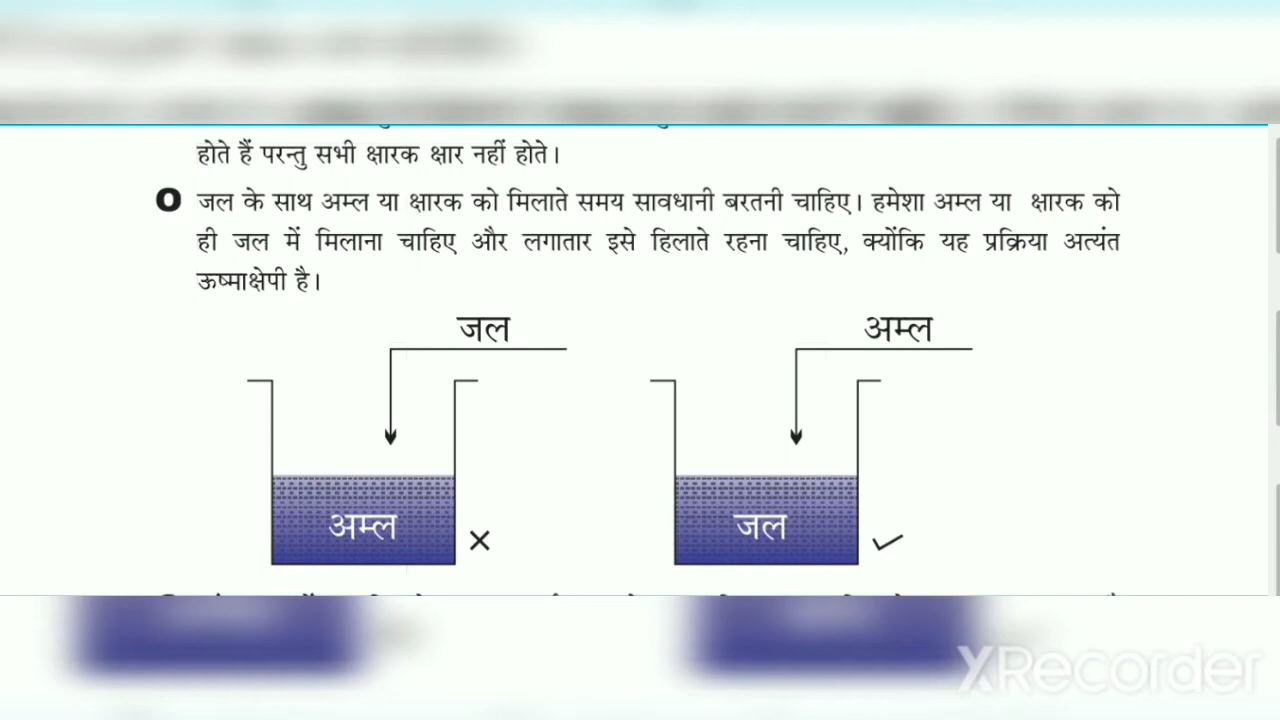 होते हैं परन्तु सभी क्षारक क्षार नहीं होते।
O जल के साथ अम्ल या क्षारक को मिलाते समय सावधानी बरतनी चाहिए। हमेशा अम्ल या क्षारक को
ही जल में मिलाना चाहिए और लगातार इसे हिलाते रहना चाहिए, क्योंकि यह प्रक्रिया अत्यंत
ऊष्माक्षेपी है।
जल
अम्ल
अम्ल ×
जल ✓
XRecorder